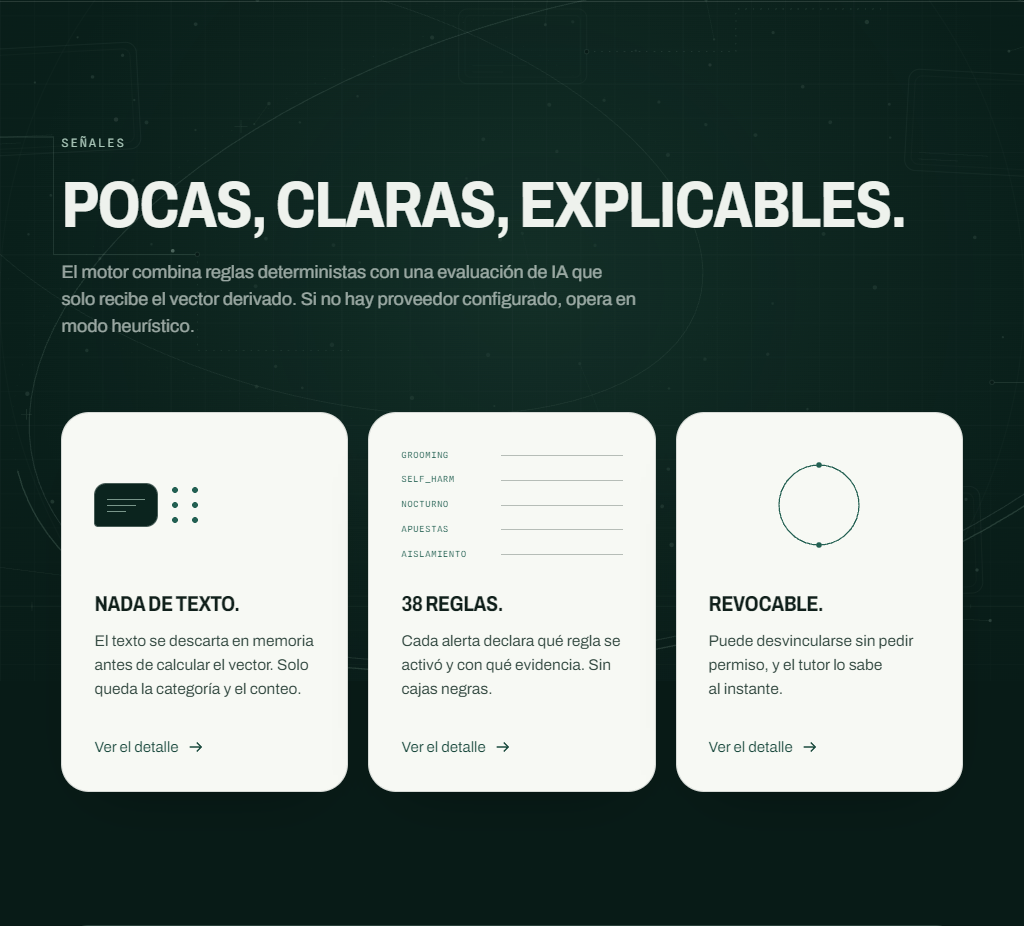 SEÑALES
POCAS, CLARAS, EXPLICABLES.
El motor combina reglas deterministas con una evaluación de IA que
solo recibe el vector derivado. Si no hay proveedor configurado, opera en
modo heurístico.
NADA DE TEXTO.
El texto se descarta en memoria
antes de calcular el vector. Solo
queda la categoría y el conteo.
Ver el detalle →
GROOMING
SELF_HARM
NOCTURNO
APUESTAS
AISLAMIENTO
38 REGLAS.
Cada alerta declara qué regla se
activó y con qué evidencia. Sin
cajas negras.
Ver el detalle →
REVOCABLE.
Puede desvincularse sin pedir
permiso, y el tutor lo sabe
al instante.
Ver el detalle →